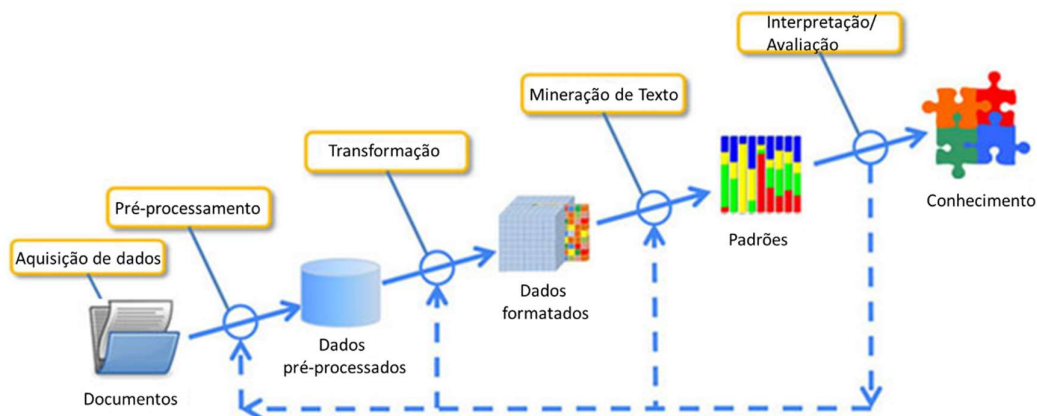 Interpretação/
Avaliação
Mineração de Texto
Transformação
Pré-processamento
Aquisição de dados
Conhecimento
Padrões
Dados
formatados
Dados
pré-processados
Documentos